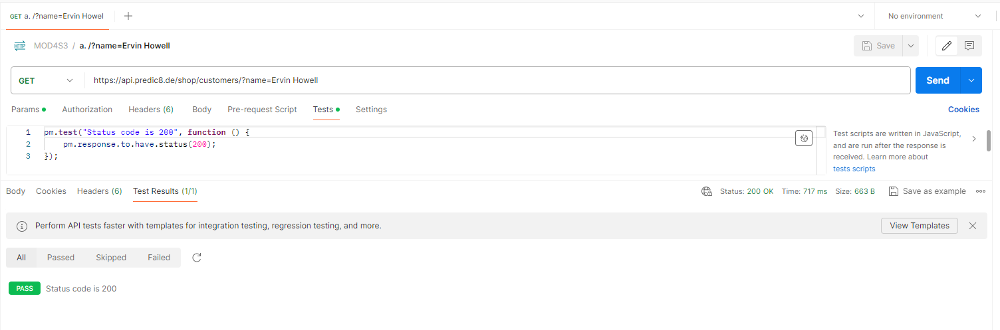 GET a. /?name=Ervin Howel
No environment
HTTP MOD4S3 / a. /?name=Ervin Howell
Save
GET https://api.predic8.de/shop/customers/?name=Ervin Howell Send
Params Authorization Headers (6) Body Pre-request Script Tests Settings Cookies
1 pm.test("Status code is 200", function () {
2 pm.response.to.have.status(200);
3 });
Test scripts are written in JavaScript,
and are run after the response is
received. Learn more about
tests scripts
Body Cookies Headers (6) Test Results (1/1) Status: 200 OK Time: 717 ms Size: 663 B Save as example
Perform API tests faster with templates for integration testing, regression testing, and more. View Templates
All Passed Skipped Failed
PASS Status code is 200